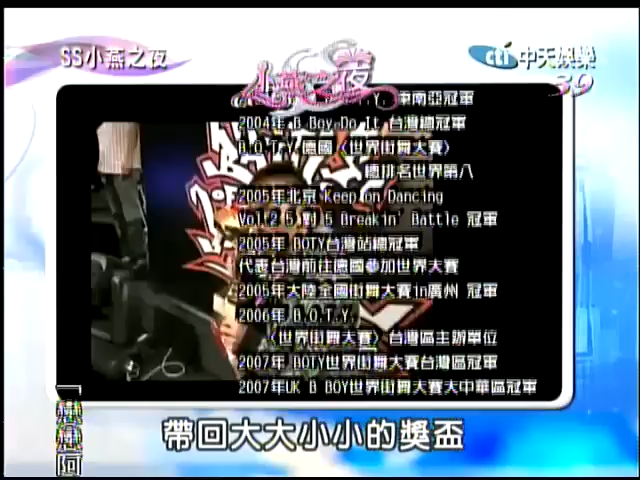 SS小燕之夜
小燕之夜
cti中天娛樂
39
東南亞冠軍
2004年 B Boy Do It 台灣總冠軍
B.O.T.Y 德國〈世界街舞大賽〉
總排名世界第八
2005年北京 Keep on Dancing
Vol.2 5 對 5 Breakin' Battle 冠軍
2005年 BOTY台灣站總冠軍
代表台灣前往德國參加世界大賽
2005年大陸全國街舞大賽in廣州 冠軍
2006年 B.O.T.Y.
〈世界街舞大賽〉台灣區主辦單位
2007年 BOTY世界街舞大賽台灣區冠軍
2007年UK B BOY世界街舞大賽大中華區冠軍
帶回大大小小的獎盃